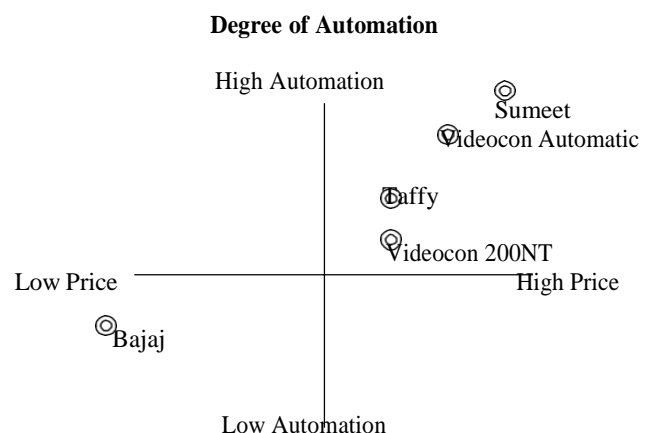 Degree of Automation
High Automation
Sumeet
Videocon Automatic
Taffy
Videocon 200NT
Low Price
High Price
Bajaj
Low Automation